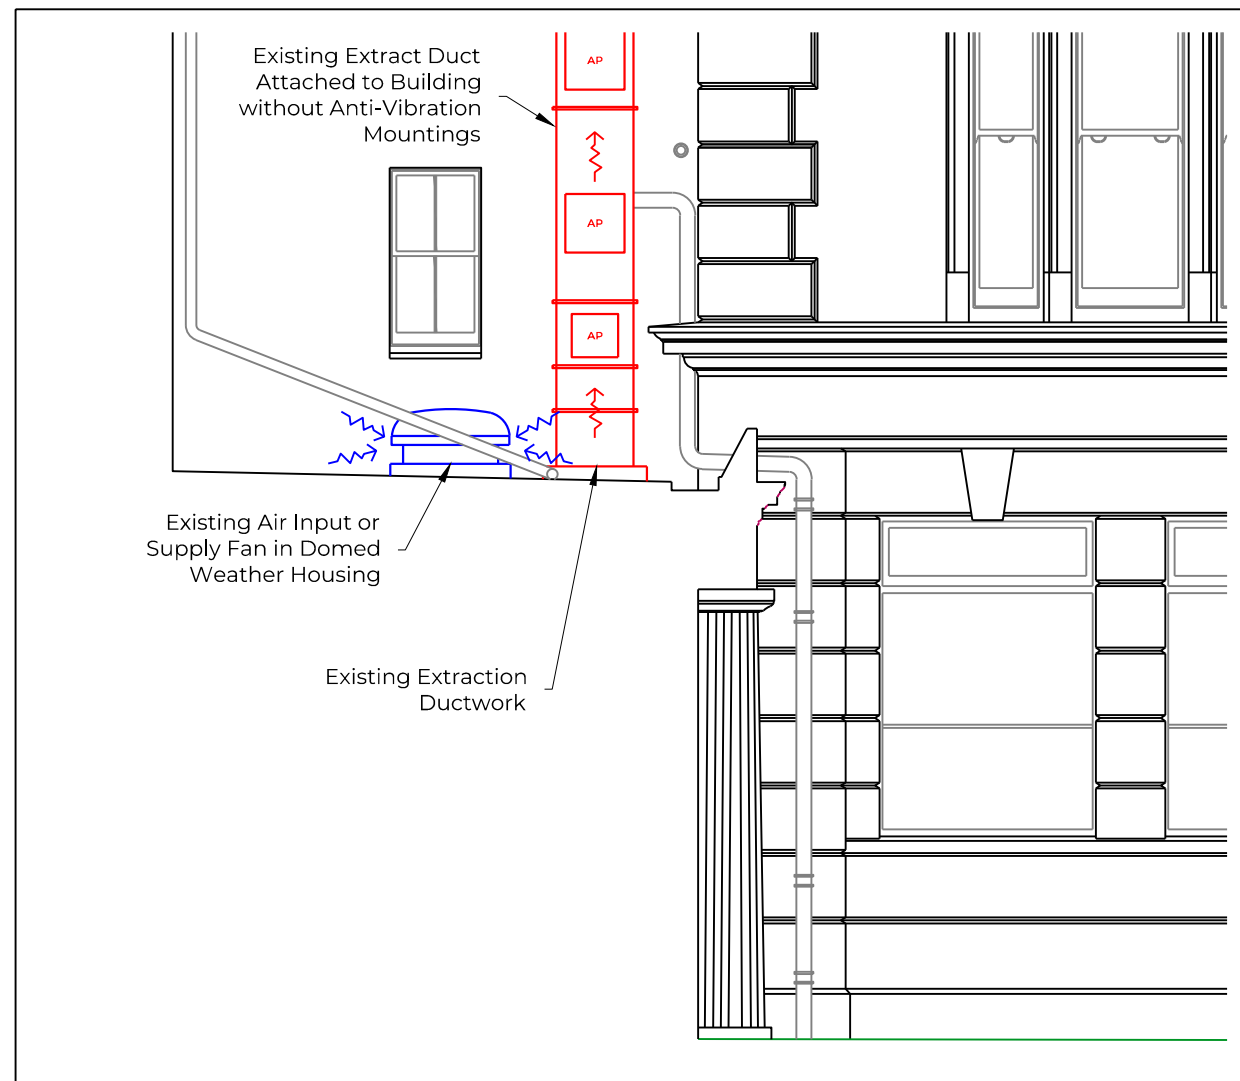 AP
Existing Extract Duct
Attached to Building
without Anti-Vibration
Mountings
AP
AP
Existing Air Input or
Supply Fan in Domed
Weather Housing
Existing Extraction
Ductwork